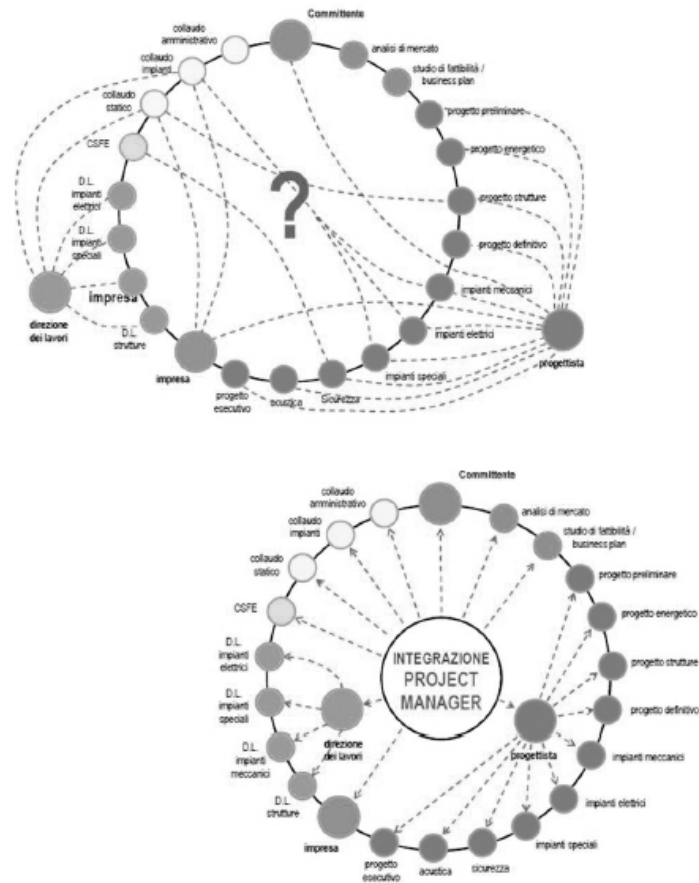 Committente
collaudo
amministrativo
analisi di mercato
collaudo
impianti
studio di fattibilità /
business plan
collaudo
statico
progetto preliminare
CSFE
progetto energetico
D.L.
impianti
elettrici
?
progetto strutture
D.L.
impianti
speciali
progetto definitivo
impresa
impianti meccanici
direzione
dei lavori
D.L.
strutture
impianti elettrici
progettista
impresa
impianti speciali
progetto
esecutivo
acustica
Sicurezza
Committente
collaudo
amministrativo
analisi di mercato
collaudo
impianti
studio di fattibilità /
business plan
collaudo
statico
progetto preliminare
CSFE
progetto energetico
D.L.
impianti
elettrici
INTEGRAZIONE
PROJECT
MANAGER
progetto strutture
D.L.
impianti
speciali
progetto definitivo
direzione
dei lavori
progettista
D.L.
impianti
meccanici
impianti meccanici
D.L.
strutture
impianti elettrici
impresa
impianti speciali
progetto
esecutivo
acustica
sicurezza